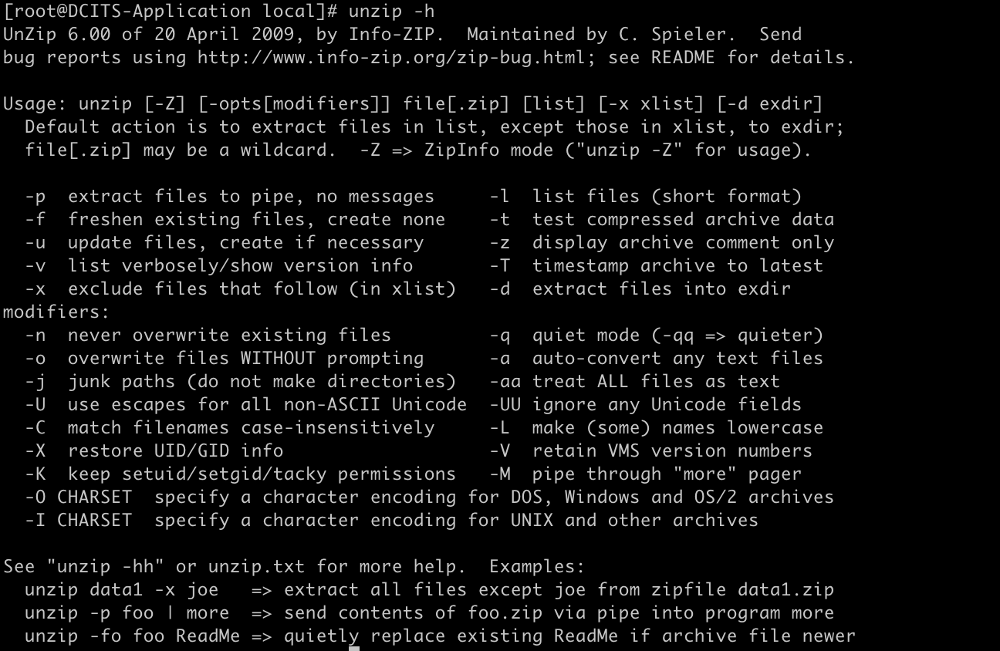 [root@DCITS-Application local]# unzip -h
UnZip 6.00 of 20 April 2009, by Info-ZIP.  Maintained by C. Spieler.  Send
bug reports using http://www.info-zip.org/zip-bug.html; see README for details.

Usage: unzip [-Z] [-opts[modifiers]] file[.zip] [list] [-x xlist] [-d exdir]
  Default action is to extract files in list, except those in xlist, to exdir;
  file[.zip] may be a wildcard.  -Z => ZipInfo mode ("unzip -Z" for usage).

  -p  extract files to pipe, no messages     -l  list files (short format)
  -f  freshen existing files, create none    -t  test compressed archive data
  -u  update files, create if necessary      -z  display archive comment only
  -v  list verbosely/show version info       -T  timestamp archive to latest
  -x  exclude files that follow (in xlist)   -d  extract files into exdir
modifiers:
  -n  never overwrite existing files         -q  quiet mode (-qq => quieter)
  -o  overwrite files WITHOUT prompting      -a  auto-convert any text files
  -j  junk paths (do not make directories)   -aa treat ALL files as text
  -U  use escapes for all non-ASCII Unicode  -UU ignore any Unicode fields
  -C  match filenames case-insensitively     -L  make (some) names lowercase
  -X  restore UID/GID info                   -V  retain VMS version numbers
  -K  keep setuid/setgid/tacky permissions   -M  pipe through "more" pager
  -O CHARSET  specify a character encoding for DOS, Windows and OS/2 archives
  -I CHARSET  specify a character encoding for UNIX and other archives

See "unzip -hh" or unzip.txt for more help.  Examples:
  unzip data1 -x joe   => extract all files except joe from zipfile data1.zip
  unzip -p foo | more  => send contents of foo.zip via pipe into program more
  unzip -fo foo ReadMe => quietly replace existing ReadMe if archive file newer